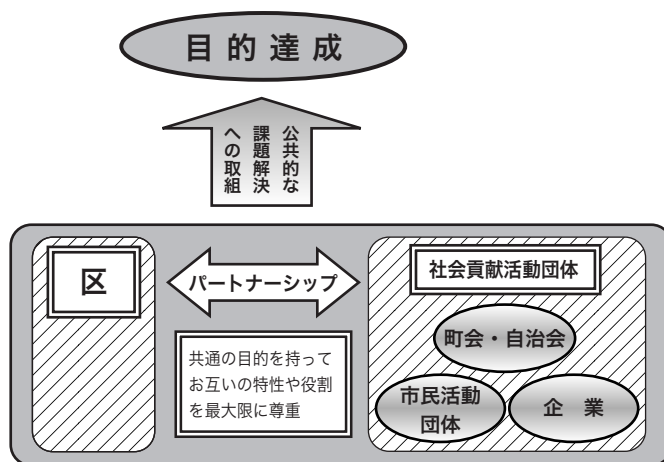 目的達成
公共的な
課題解決
への取組
区
パートナーシップ
社会貢献活動団体
共通の目的を持って
お互いの特性や役割
を最大限に尊重
町会・自治会
市民活動
団体
企　業